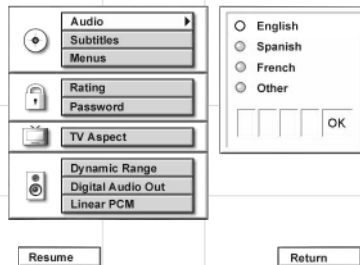 Audio
Subtitles
Menus
Rating
Password
TV Aspect
Dynamic Range
Digital Audio Out
Linear PCM
English
Spanish
French
Other
OK
Resume
Return